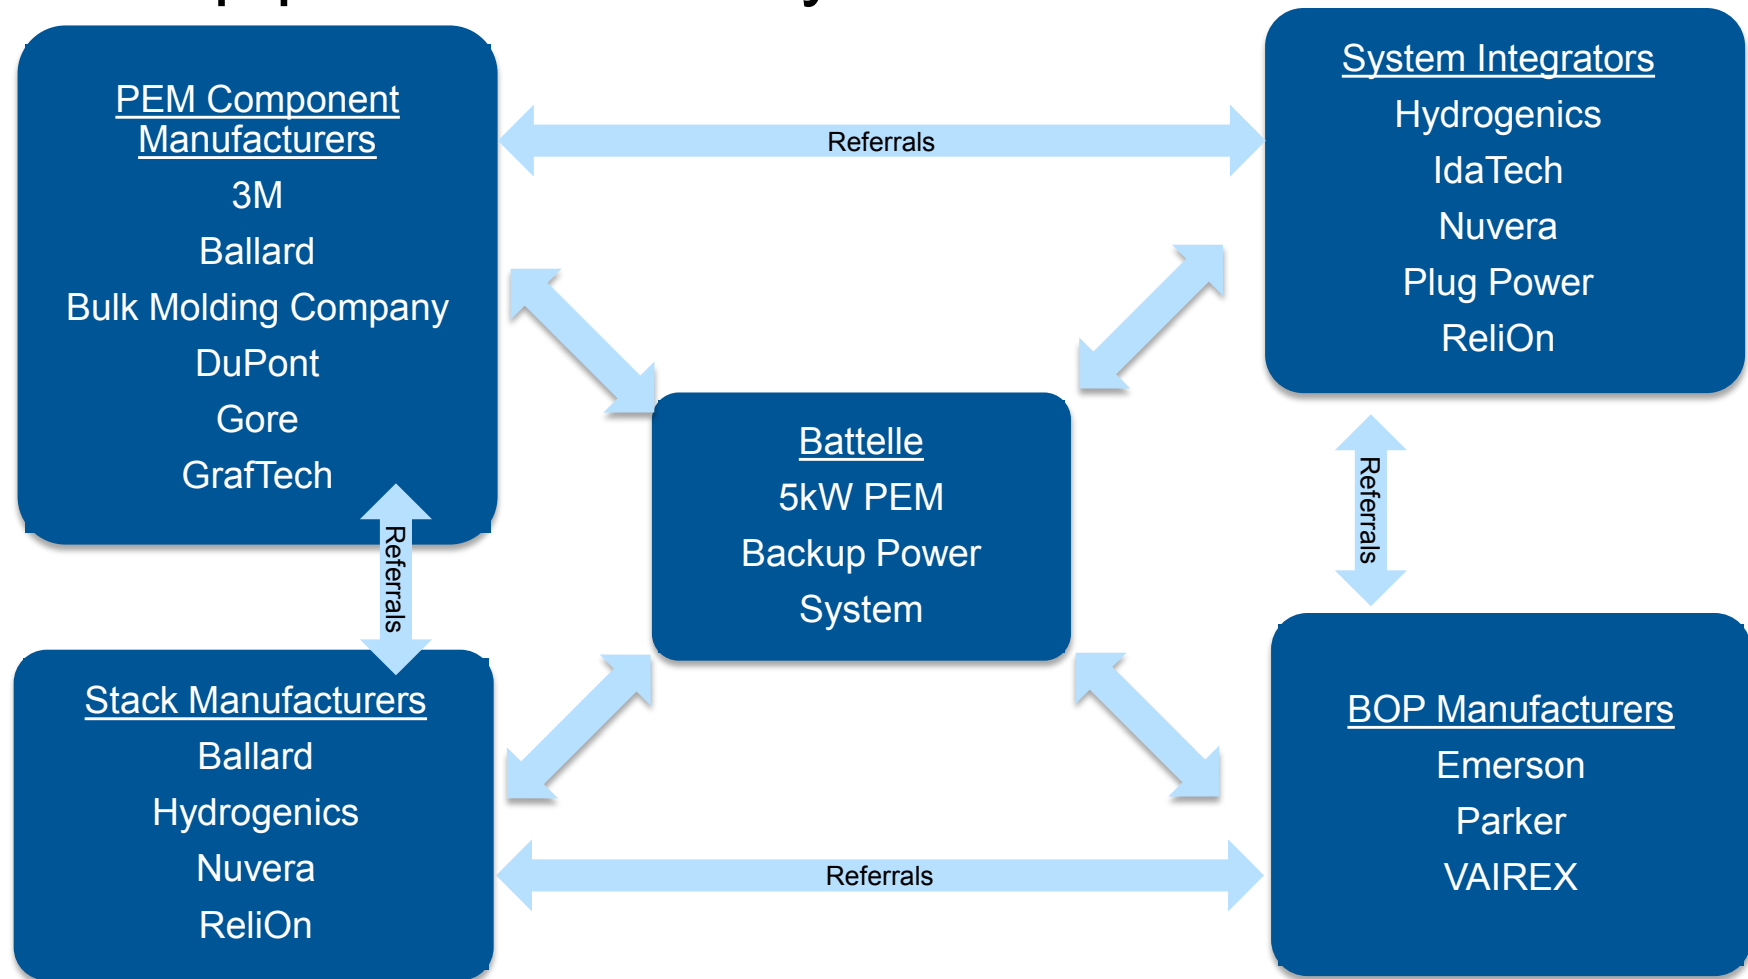 PEM Component
Manufacturers
3M
Ballard
Bulk Molding Company
DuPont
Gore
GrafTech
Referrals
System Integrators
Hydrogenics
IdaTech
Nuvera
Plug Power
ReliOn
Battelle
5kW PEM
Backup Power
System
Referrals
Referrals
Stack Manufacturers
Ballard
Hydrogenics
Nuvera
ReliOn
Referrals
BOP Manufacturers
Emerson
Parker
VAIREX